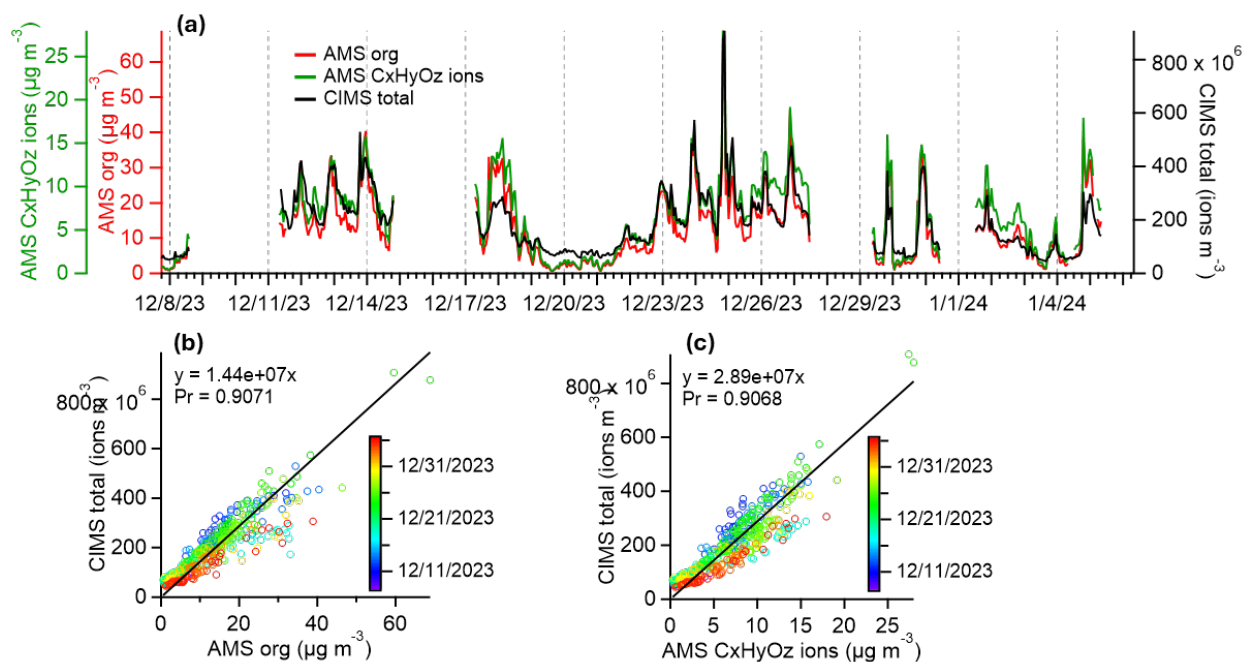 (a)
AMS CxHyOz ions (µg m⁻³)
25
20
15
10
5
0
AMS org (µg m⁻³)
60
50
40
30
20
10
0
AMS org
AMS CxHyOz ions
CIMS total
800 x 10⁶
600
400
200
0
CIMS total (ions m⁻³)
12/8/23 12/11/23 12/14/23 12/17/23 12/20/23 12/23/23 12/26/23 12/29/23 1/1/24 1/4/24
(b)
y = 1.44e+07x
Pr = 0.9071
CIMS total (ions m⁻³)
800 x 10⁶
600
400
200
0
12/31/2023
12/21/2023
12/11/2023
0 20 40 60
AMS org (µg m⁻³)
(c)
y = 2.89e+07x
Pr = 0.9068
CIMS total (ions m⁻³)
800 x 10⁶
600
400
200
0
12/31/2023
12/21/2023
12/11/2023
0 5 10 15 20 25
AMS CxHyOz ions (µg m⁻³)